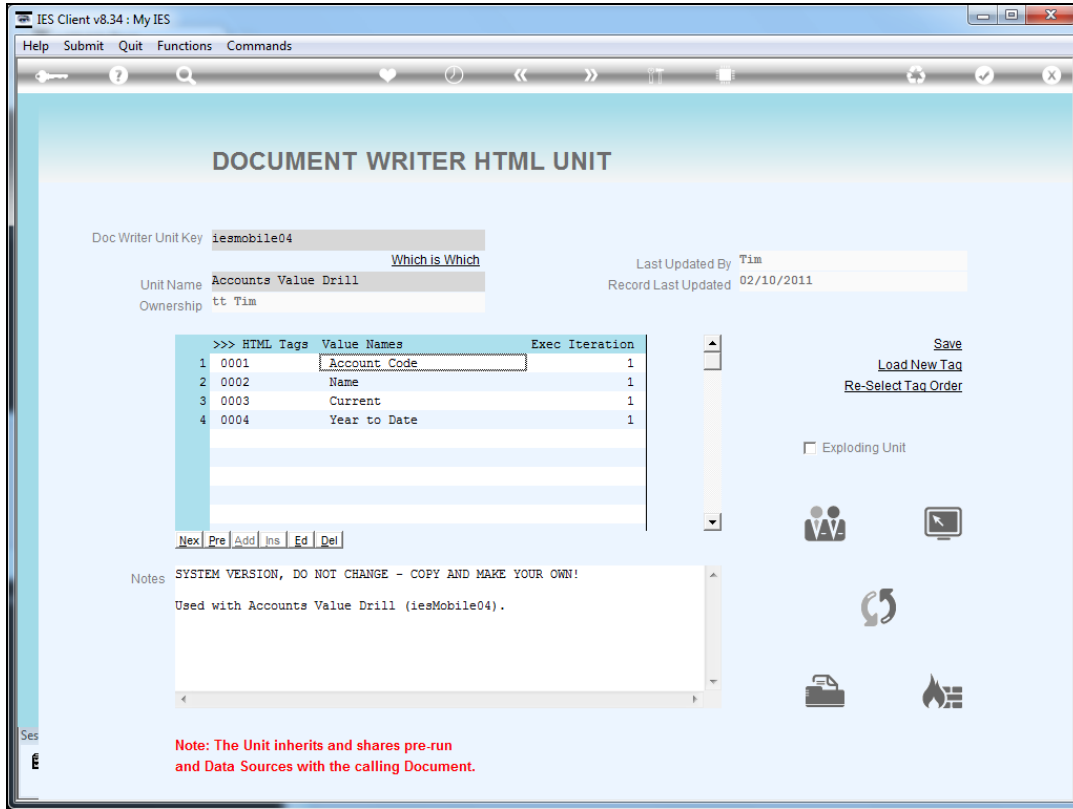 IES Client v8.34 : My IES
Help Submit Quit Functions Commands
DOCUMENT WRITER HTML UNIT
Doc Writer Unit Key iesmobile04
Which is Which
Last Updated By Tim
Unit Name Accounts Value Drill
Record Last Updated 02/10/2011
Ownership tt Tim
>>> HTML Tags Value Names Exec Iteration
1 0001 Account Code 1
2 0002 Name 1
3 0003 Current 1
4 0004 Year to Date 1
Save
Load New Tag
Re-Select Tag Order
Exploding Unit
Nex Pre Add Ins Ed Del
Notes SYSTEM VERSION, DO NOT CHANGE - COPY AND MAKE YOUR OWN!
Used with Accounts Value Drill (iesMobile04).
Ses
Note: The Unit inherits and shares pre-run
and Data Sources with the calling Document.